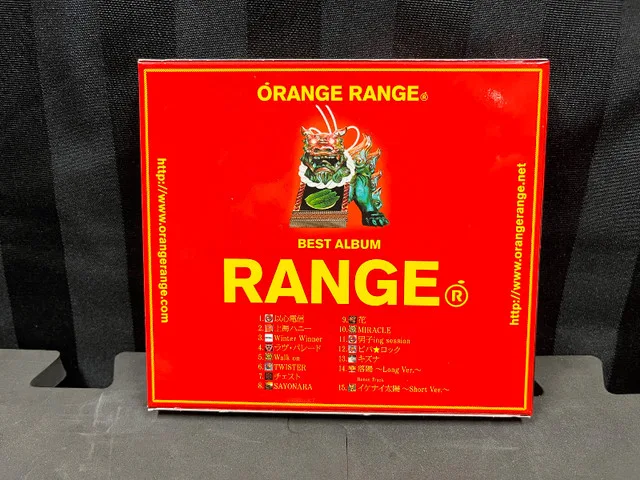 ORANGE RANGE®
http://www.orangerange.com
http://www.orangerange.net
BEST ALBUM
RANGE®
1. 以心電信
2. 上海ハニー
3. Winter Winner
4. ラヴ・パレード
5. Walk on
6. TWISTER
7. チェスト
8. SAYONARA
9. 花
10. MIRACLE
11. 男子ing session
12. ビバ★ロック
13. キズナ
14. 落陽 〜Long Ver.〜
Bonus Track
15. イケナイ太陽 〜Short Ver.〜